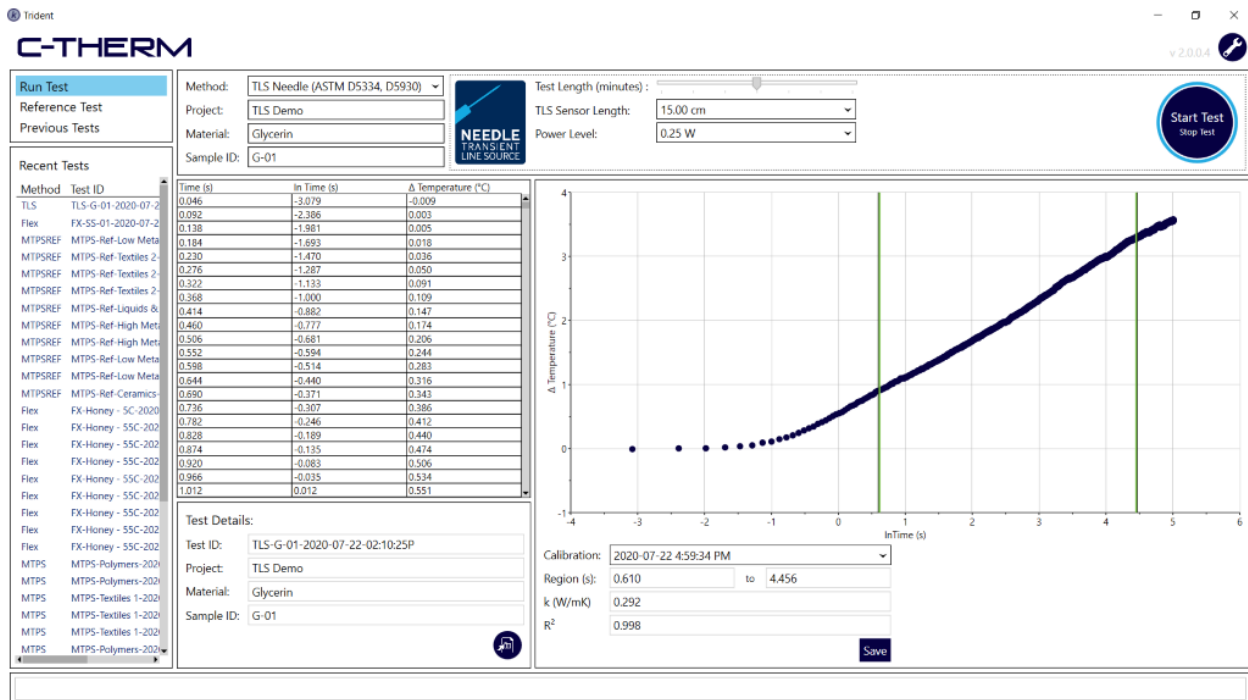 Trident
C-THERM
v 2.0.0.4
Run Test
Reference Test
Previous Tests
Method: TLS Needle (ASTM D5334, D5930)
Project: TLS Demo
Material: Glycerin
Sample ID: G-01
NEEDLE
TRANSIENT
LINE SOURCE
Test Length (minutes) :
TLS Sensor Length: 15.00 cm
Power Level: 0.25 W
Start Test
Stop Test
Recent Tests
Method Test ID
TLS TLS-G-01-2020-07-2
Flex FX-SS-01-2020-07-2
MTPSREF MTPS-Ref-Low Meta
MTPSREF MTPS-Ref-Textiles 2-
MTPSREF MTPS-Ref-Textiles 2-
MTPSREF MTPS-Ref-Textiles 2-
MTPSREF MTPS-Ref-Liquids &
MTPSREF MTPS-Ref-High Meta
MTPSREF MTPS-Ref-High Meta
MTPSREF MTPS-Ref-Low Meta
MTPSREF MTPS-Ref-Low Meta
MTPSREF MTPS-Ref-Ceramics-
Flex FX-Honey - 5C-2020
Flex FX-Honey - 55C-202
Flex FX-Honey - 55C-202
Flex FX-Honey - 55C-202
Flex FX-Honey - 55C-202
Flex FX-Honey - 55C-202
Flex FX-Honey - 55C-202
Flex FX-Honey - 55C-202
Flex FX-Honey - 55C-202
MTPS MTPS-Polymers-202
MTPS MTPS-Polymers-202
MTPS MTPS-Textiles 1-202
MTPS MTPS-Textiles 1-202
MTPS MTPS-Textiles 1-202
MTPS MTPS-Polymers-202
Time (s) ln Time (s) Δ Temperature (°C)
0.046 -3.079 -0.009
0.092 -2.386 0.003
0.138 -1.981 0.005
0.184 -1.693 0.018
0.230 -1.470 0.036
0.276 -1.287 0.050
0.322 -1.133 0.091
0.368 -1.000 0.109
0.414 -0.882 0.147
0.460 -0.777 0.174
0.506 -0.681 0.206
0.552 -0.594 0.244
0.598 -0.514 0.283
0.644 -0.440 0.316
0.690 -0.371 0.343
0.736 -0.307 0.386
0.782 -0.246 0.412
0.828 -0.189 0.440
0.874 -0.135 0.474
0.920 -0.083 0.506
0.966 -0.035 0.534
1.012 0.012 0.551
Test Details:
Test ID: TLS-G-01-2020-07-22-02:10:25P
Project: TLS Demo
Material: Glycerin
Sample ID: G-01
Δ Temperature (°C)
4
3
2
1
0
-1
-4 -3 -2 -1 0 1 2 3 4 5 6
lnTime (s)
Calibration: 2020-07-22 4:59:34 PM
Region (s): 0.610 to 4.456
k (W/mK) 0.292
R² 0.998
Save